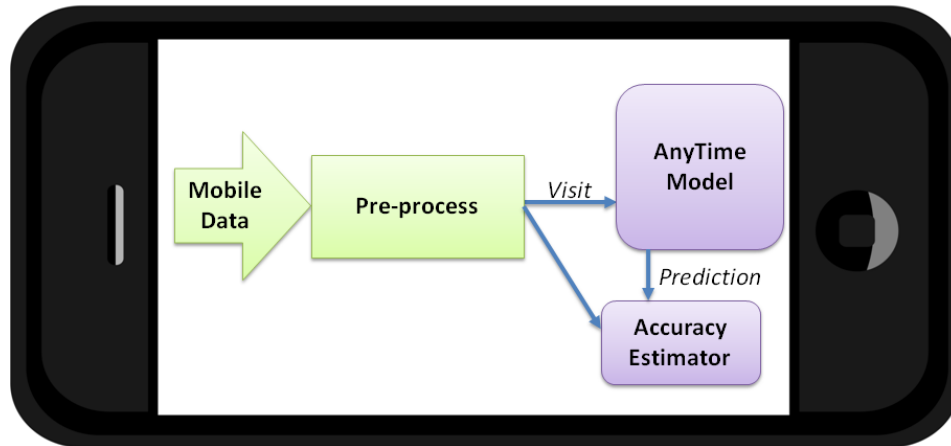 Mobile
Data
Pre-process
Visit
AnyTime
Model
Prediction
Accuracy
Estimator